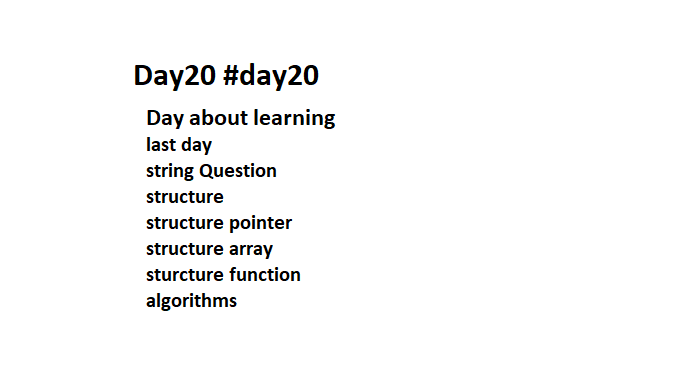 Day20 #day20
Day about learning
last day
string Question
structure
structure pointer
structure array
sturcture function
algorithms